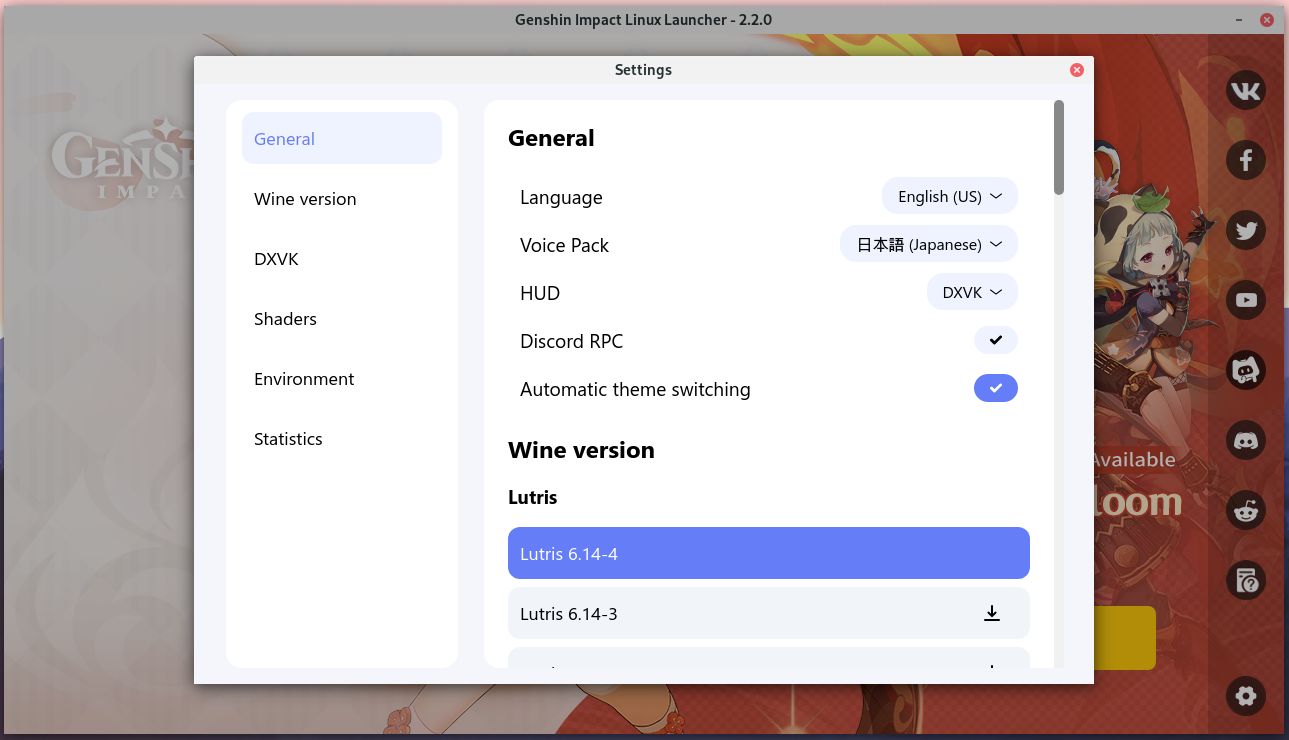 Genshin Impact Linux Launcher - 2.2.0
Settings
General
Wine version
DXVK
Shaders
Environment
Statistics
General
Language English (US)
Voice Pack 日本語 (Japanese)
HUD DXVK
Discord RPC
Automatic theme switching
Wine version
Lutris
Lutris 6.14-4
Lutris 6.14-3
GENSH
IMPA
Available
loom